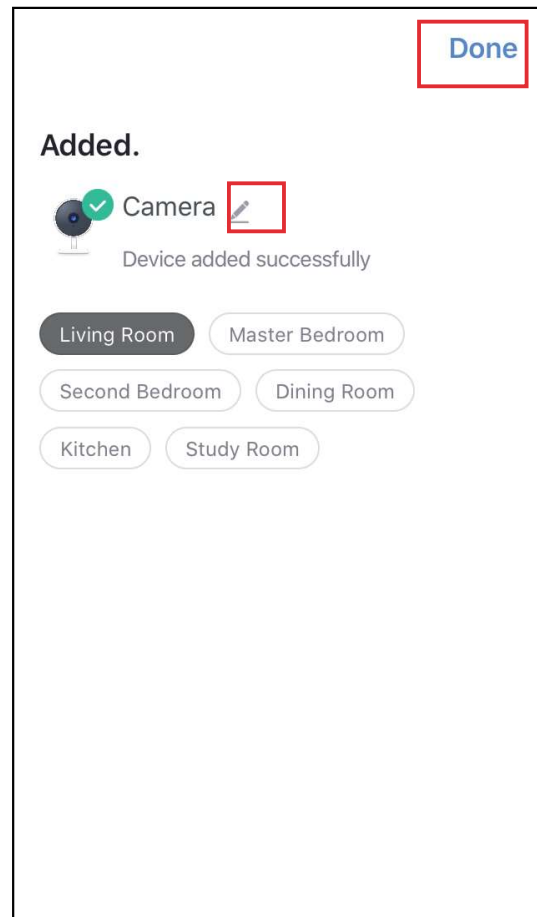 Done
Added.
Camera
Device added successfully
Living Room
Master Bedroom
Second Bedroom
Dining Room
Kitchen
Study Room